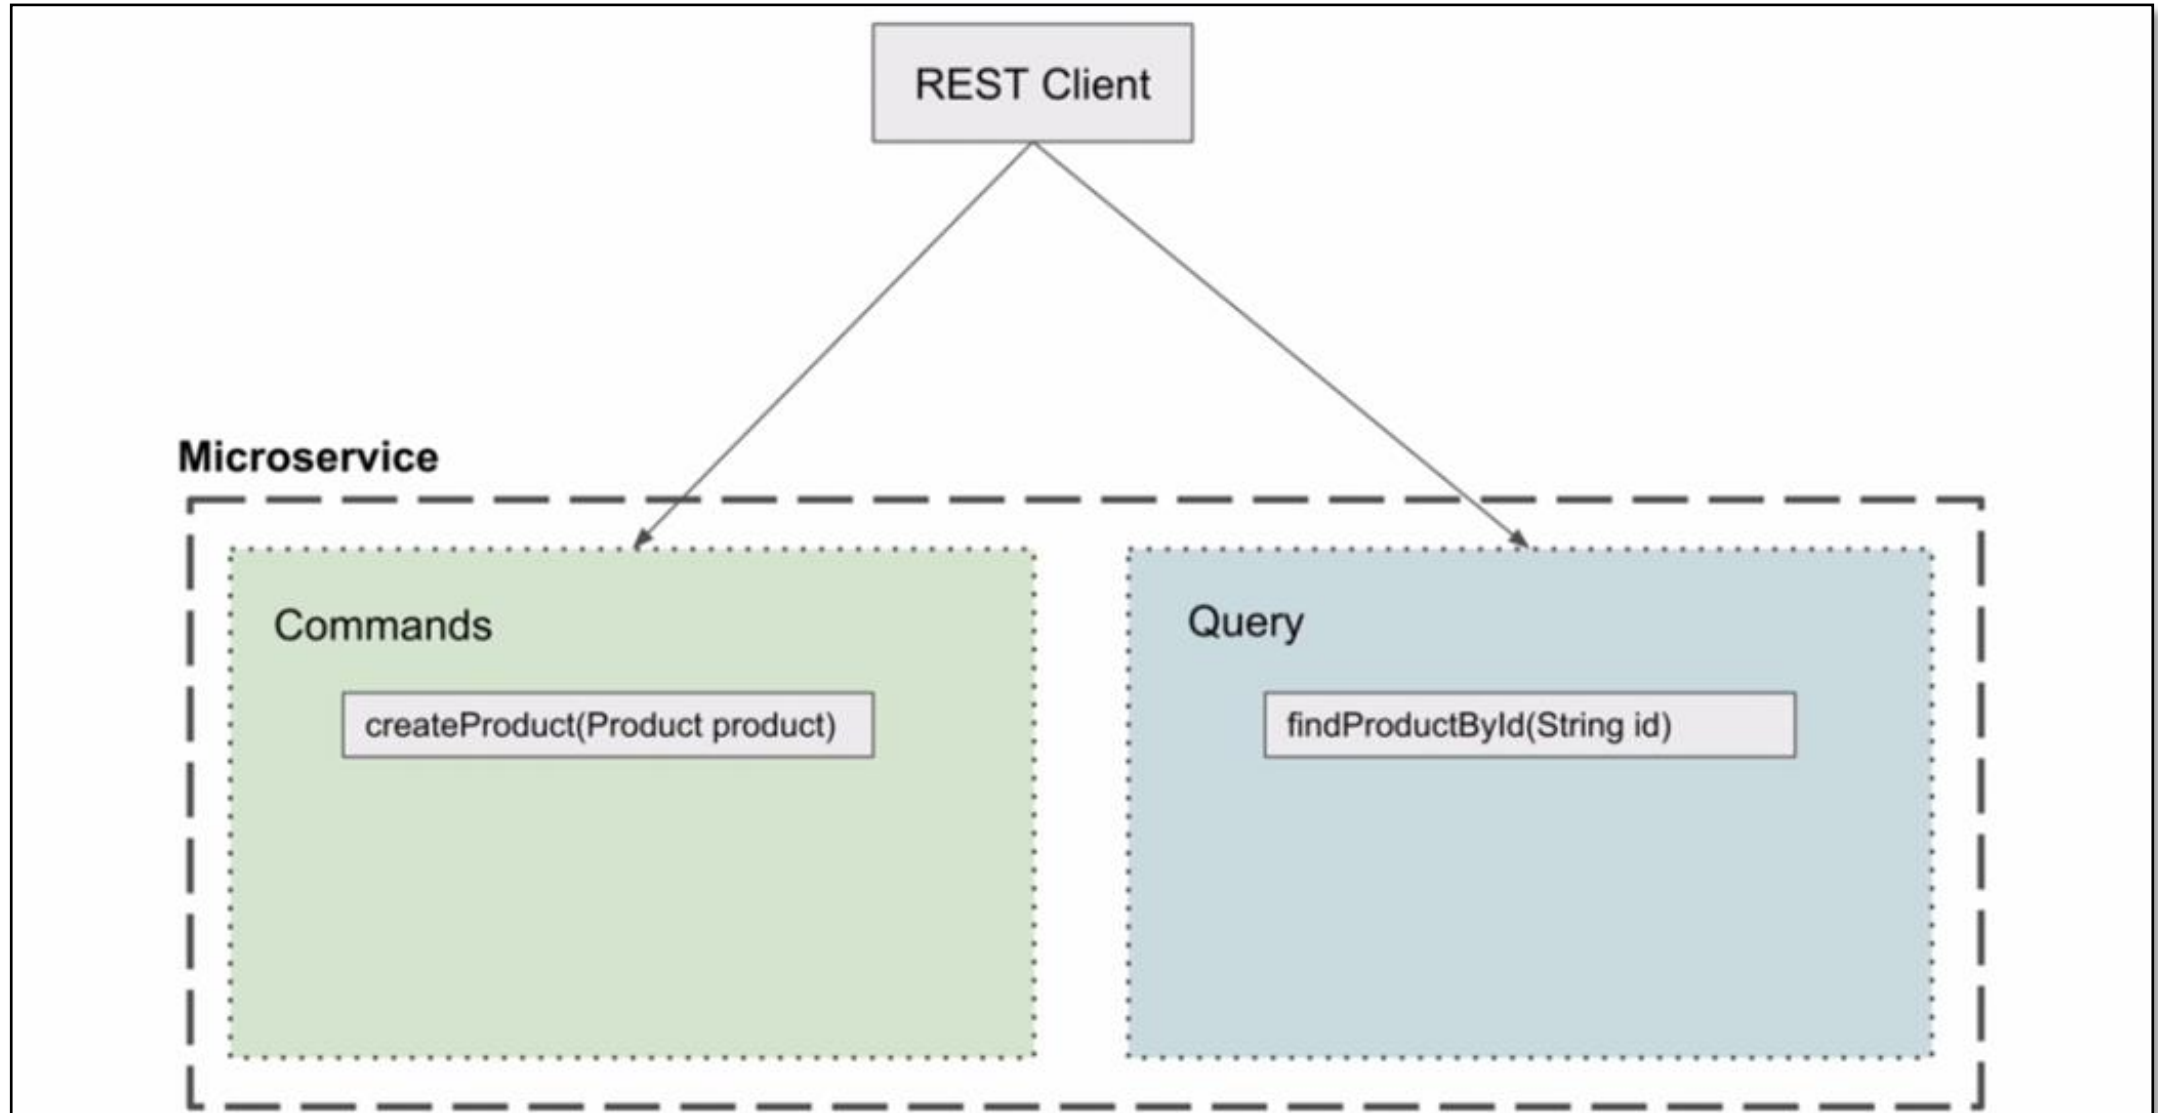 REST Client
Microservice
Commands
Query
createProduct(Product product)
findProductById(String id)